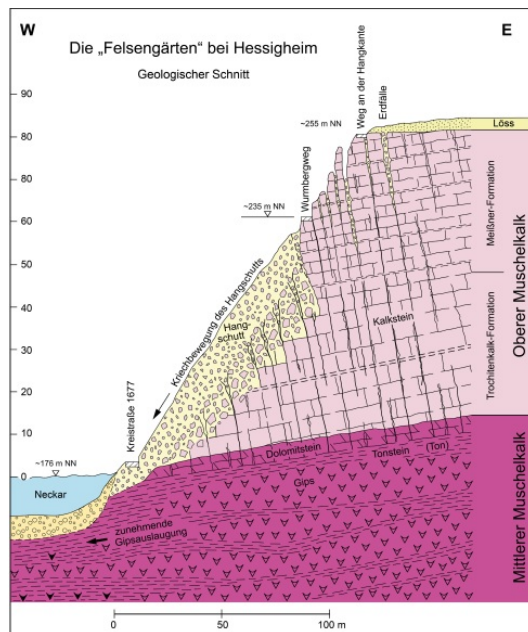 W
E
Die „Felsengärten” bei Hessigheim
Geologischer Schnitt
90
80
70
60
50
40
30
20
10
0
~255 m NN
Weg an der Hangkante
Erdfälle
Löss
~235 m NN
Wurmbergweg
Meißner-Formation
Oberer Muschelkalk
Kriechbewegung des Hangschutts
Hang-
schutt
Kalkstein
Trochitenkalk-Formation
Kreistraße 1677
~176 m NN
Neckar
Dolomitstein
Tonstein
(Ton)
Gips
Mittlerer Muschelkalk
zunehmende
Gipsauslaugung
0
50
100 m